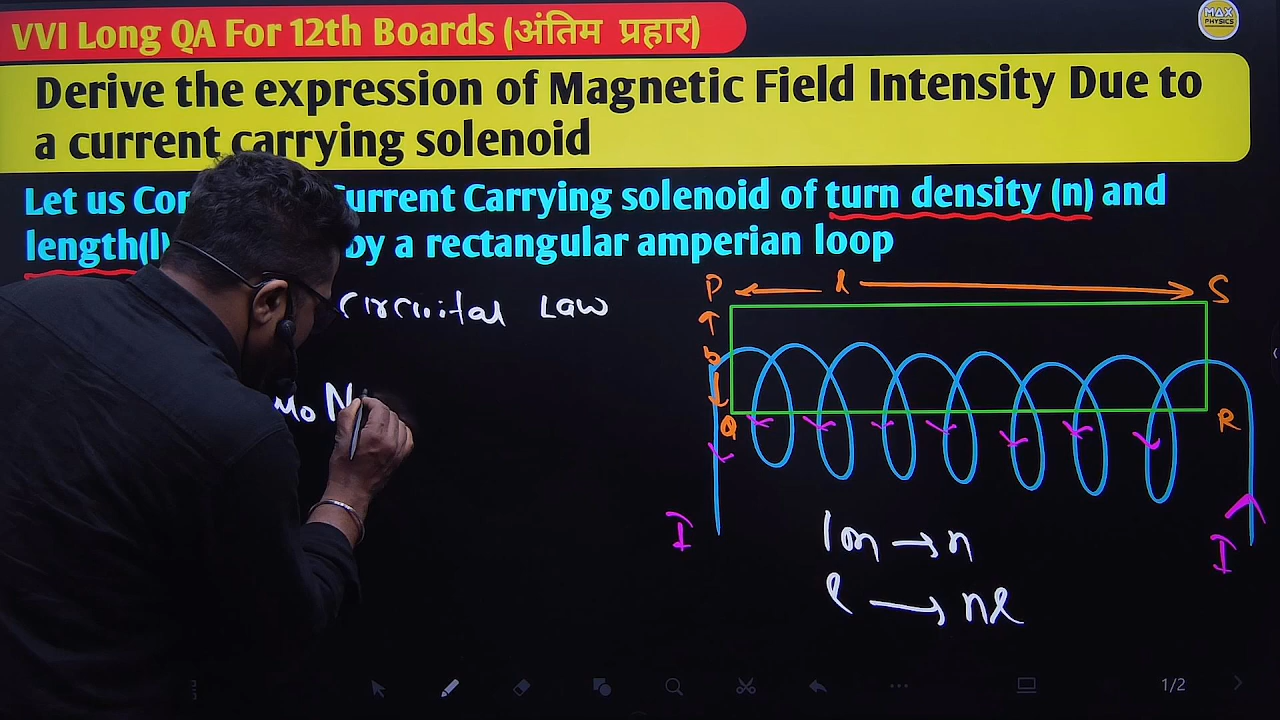 VVI Long QA For 12th Boards (अंतिम प्रहार)
MAX
PHYSICS
Derive the expression of Magnetic Field Intensity Due to
a current carrying solenoid
Let us Con urrent Carrying solenoid of turn density (n) and
length(l) by a rectangular amperian loop
Circuital Law
μ0 N
P l S
b
Q R
I I
1m → n
l → nl
1/2